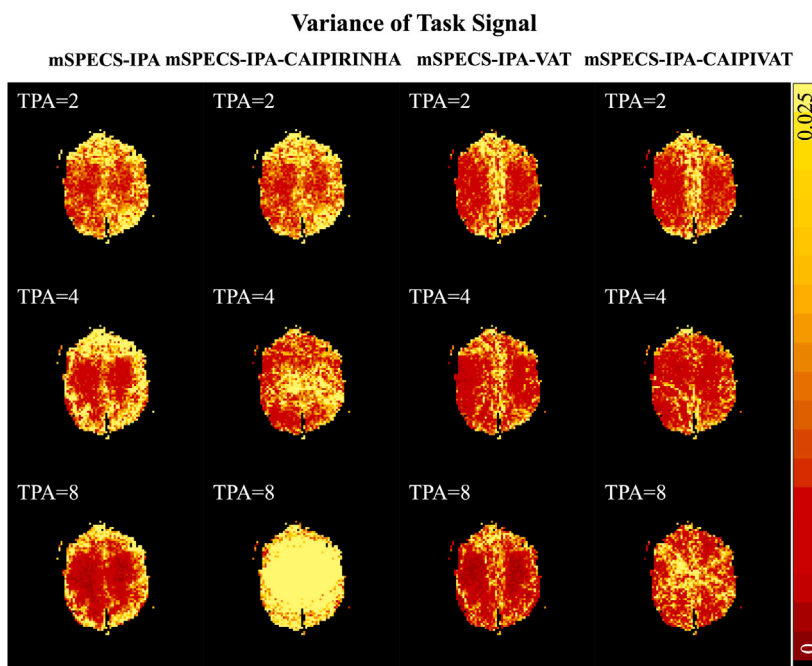 Variance of Task Signal
mSPECS-IPA mSPECS-IPA-CAIPIRINHA mSPECS-IPA-VAT mSPECS-IPA-CAIPIVAT
TPA=2 TPA=2 TPA=2 TPA=2
0.025
TPA=4 TPA=4 TPA=4 TPA=4
TPA=8 TPA=8 TPA=8 TPA=8
0